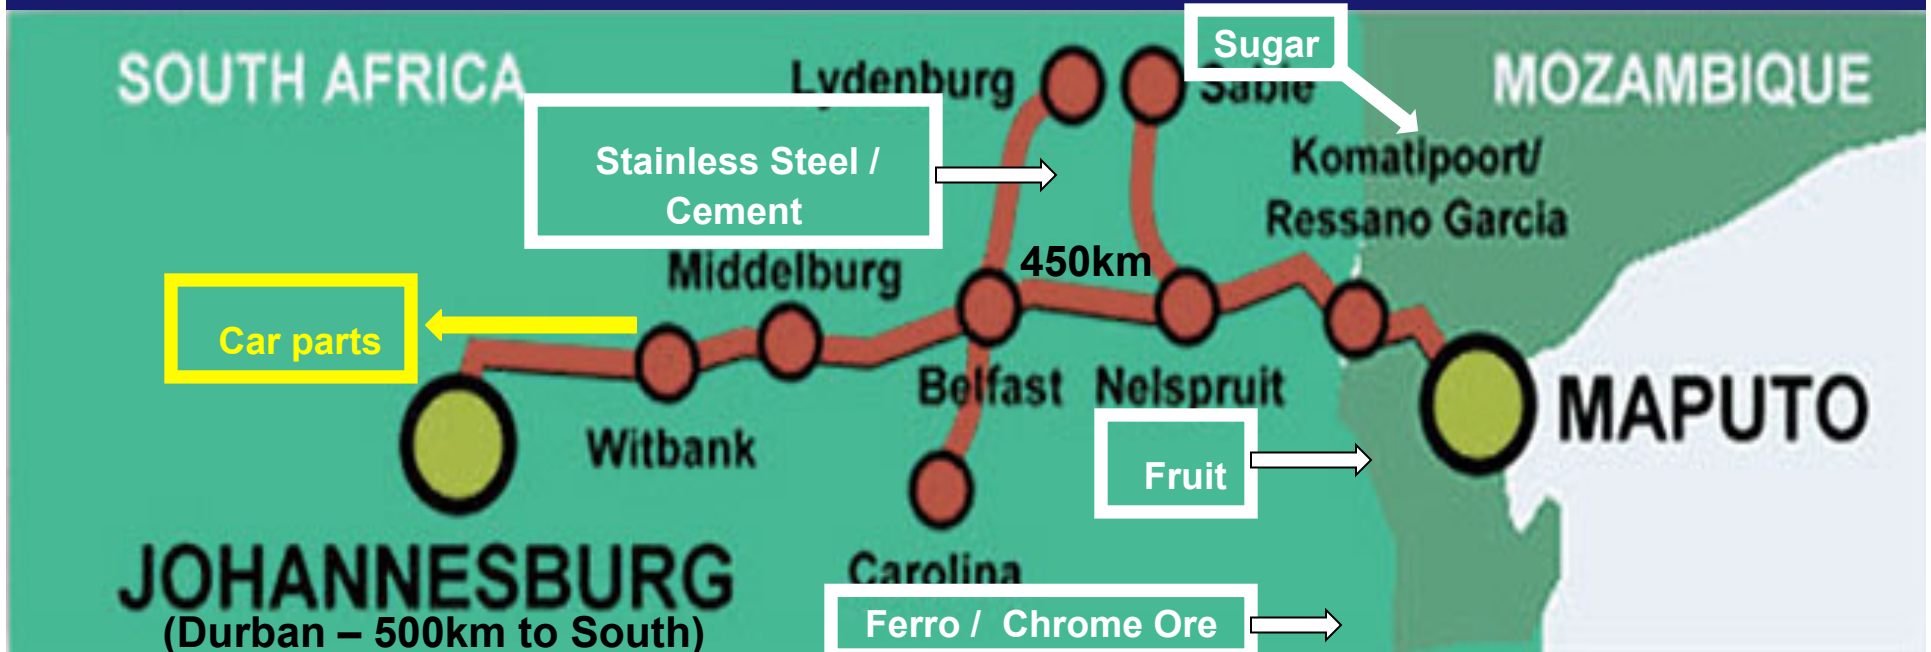 Sugar
SOUTH AFRICA
Lydenburg
Sabie
MOZAMBIQUE
Stainless Steel /
Cement
Komatipoort/
Ressano Garcia
450km
Middelburg
Car parts
Belfast
Nelspruit
MAPUTO
Witbank
Fruit
Carolina
JOHANNESBURG
(Durban – 500km to South)
Ferro / Chrome Ore